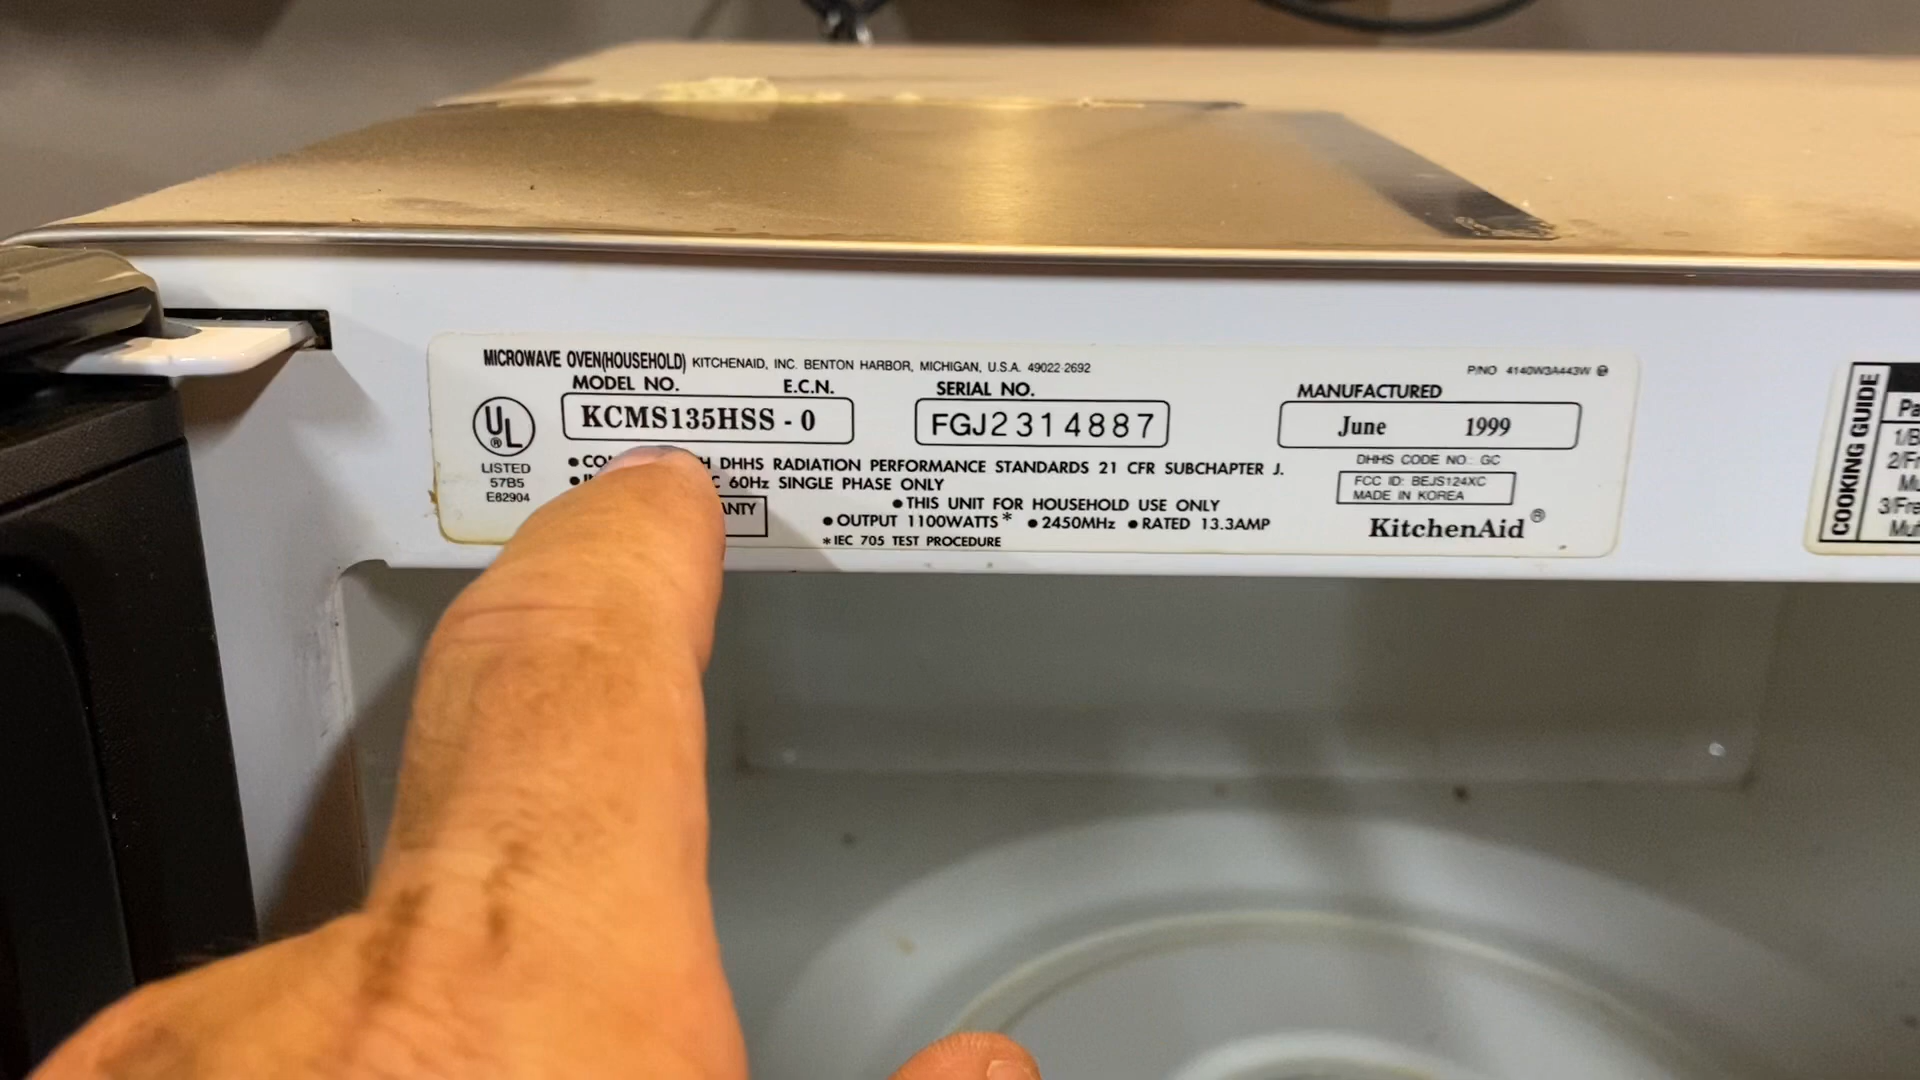 MICROWAVE OVEN(HOUSEHOLD) KITCHENAID, INC. BENTON HARBOR, MICHIGAN, U.S.A. 49022-2692
P/NO 4140W3A443W
MODEL NO. E.C.N. SERIAL NO. MANUFACTURED
KCMS135HSS - 0 FGJ2314887 June 1999
UL ®
LISTED
57B5
E82904
DHHS RADIATION PERFORMANCE STANDARDS 21 CFR SUBCHAPTER J.
60Hz SINGLE PHASE ONLY
● THIS UNIT FOR HOUSEHOLD USE ONLY
● OUTPUT 1100WATTS* ● 2450MHz ● RATED 13.3AMP
*IEC 705 TEST PROCEDURE
DHHS CODE NO.: GC
FCC ID: BEJS124XC
MADE IN KOREA
KitchenAid ®
COOKING GUIDE